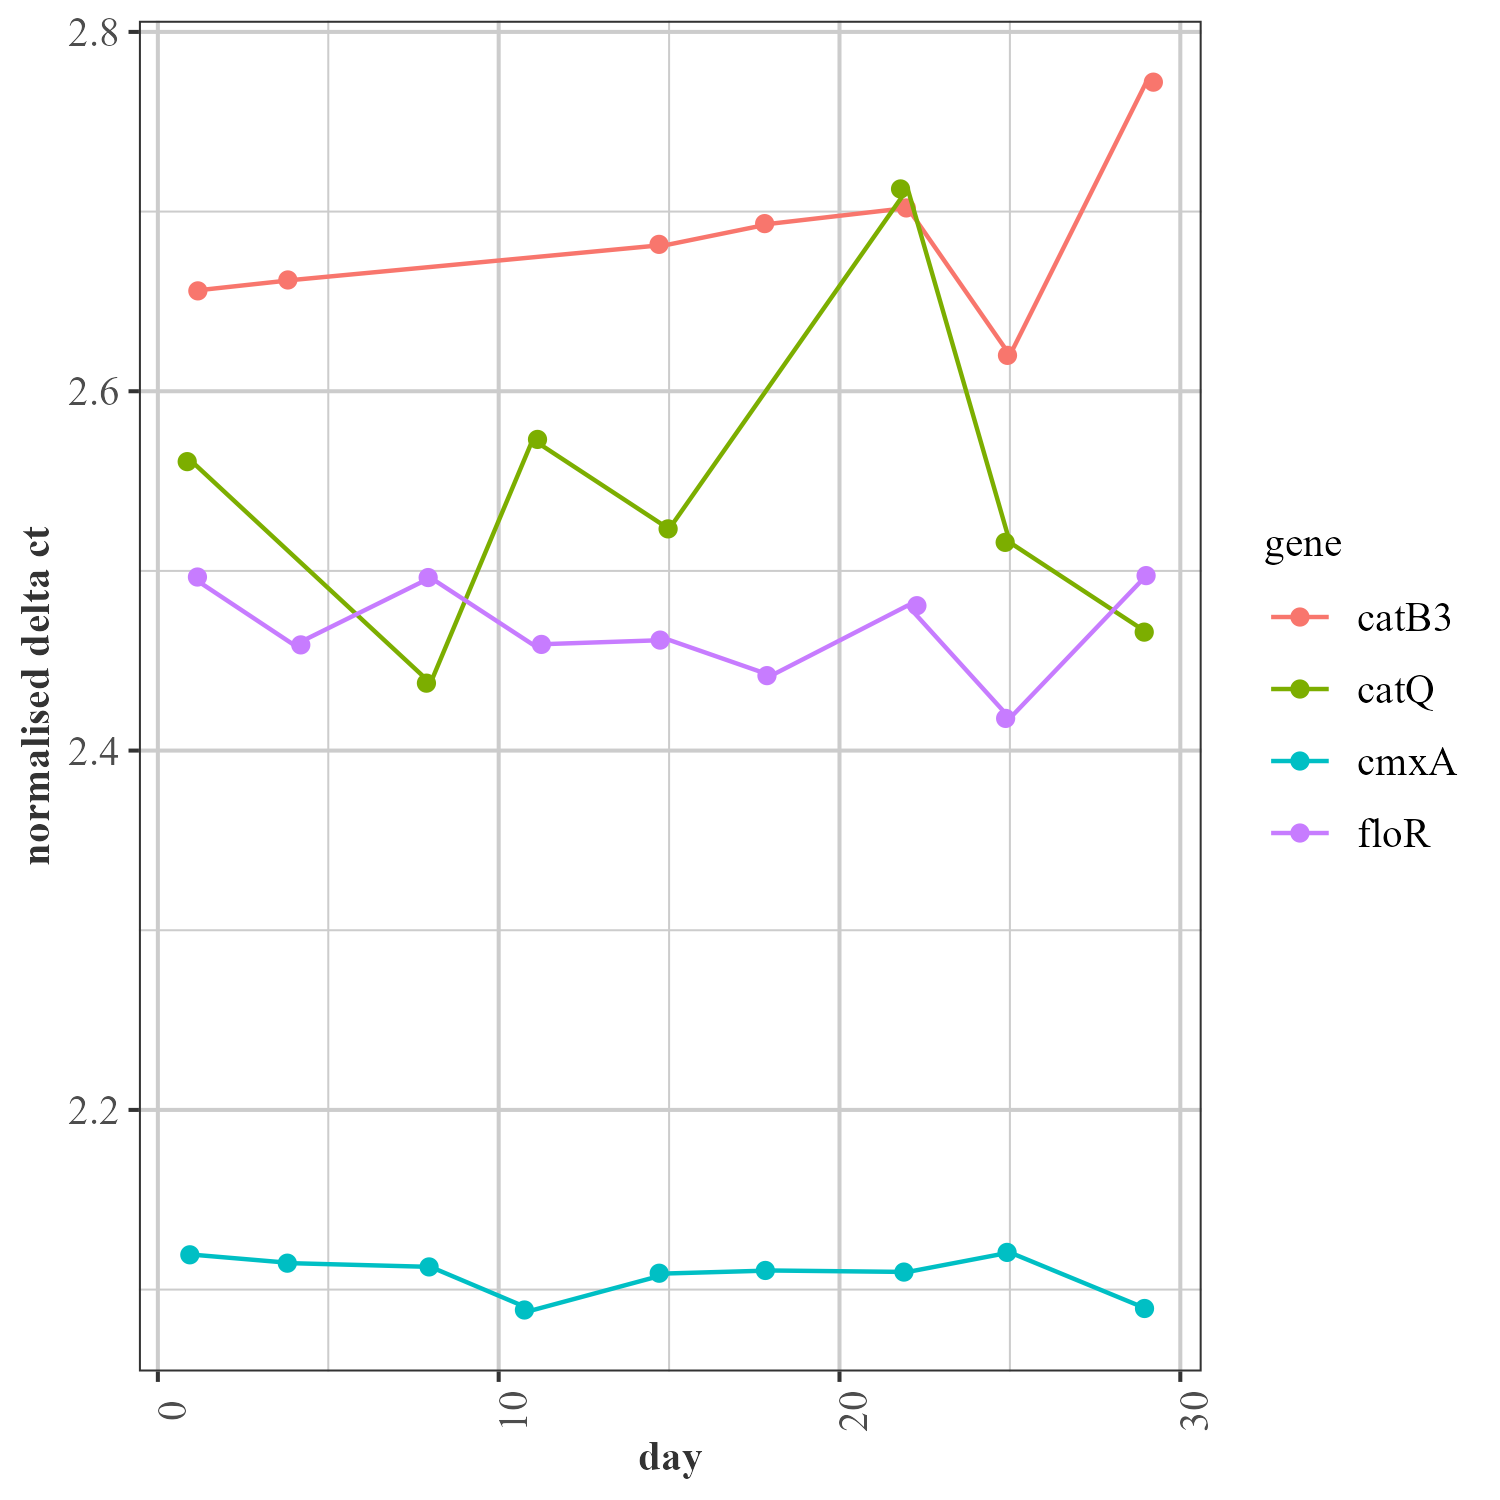 2.8
2.6
2.4
2.2
normalised delta ct
0
10
20
30
day
gene
catB3
catQ
cmxA
floR